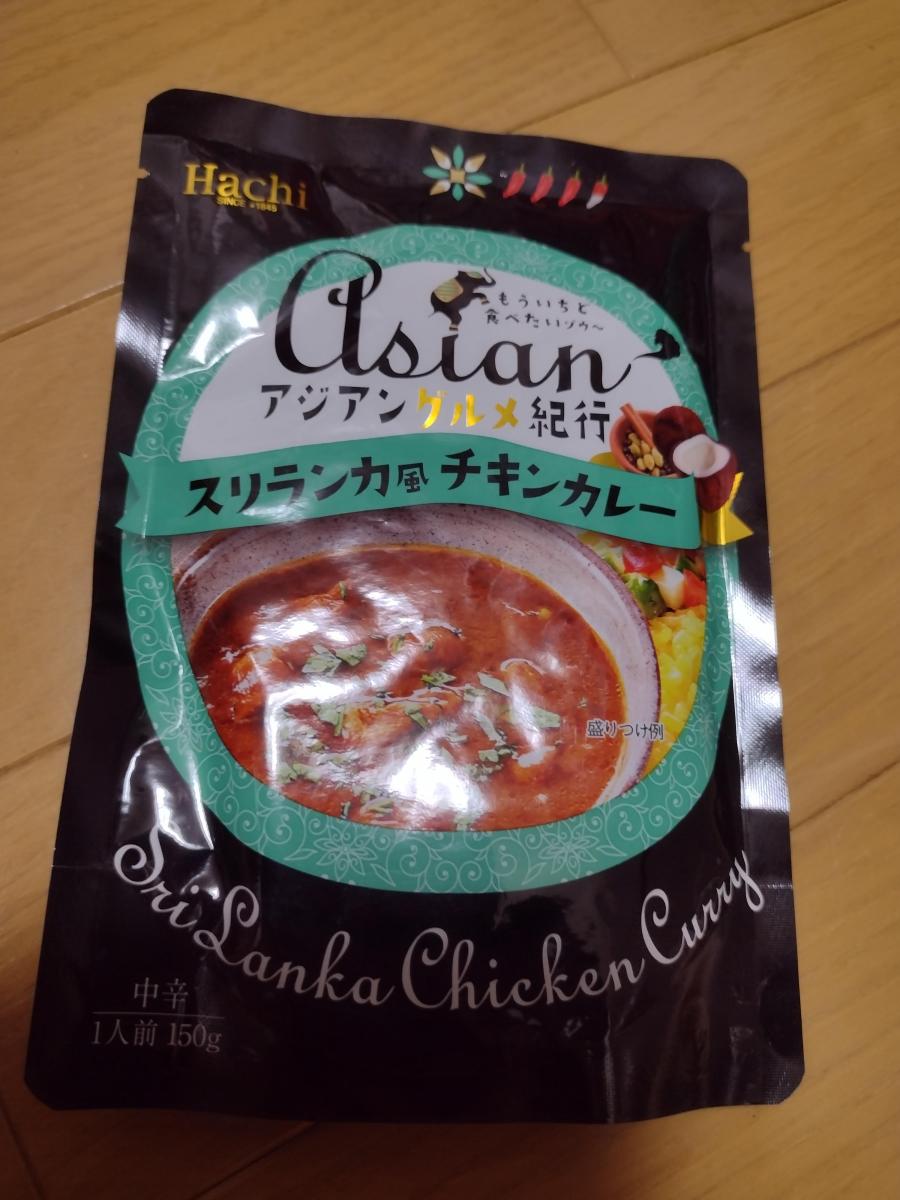 Hachi
SINCE #1845
もういちど
食べたいゾウ〜
Asian
アジアングルメ紀行
スリランカ風 チキンカレー
盛りつけ例
Sri Lanka Chicken Curry
中辛
1人前 150g